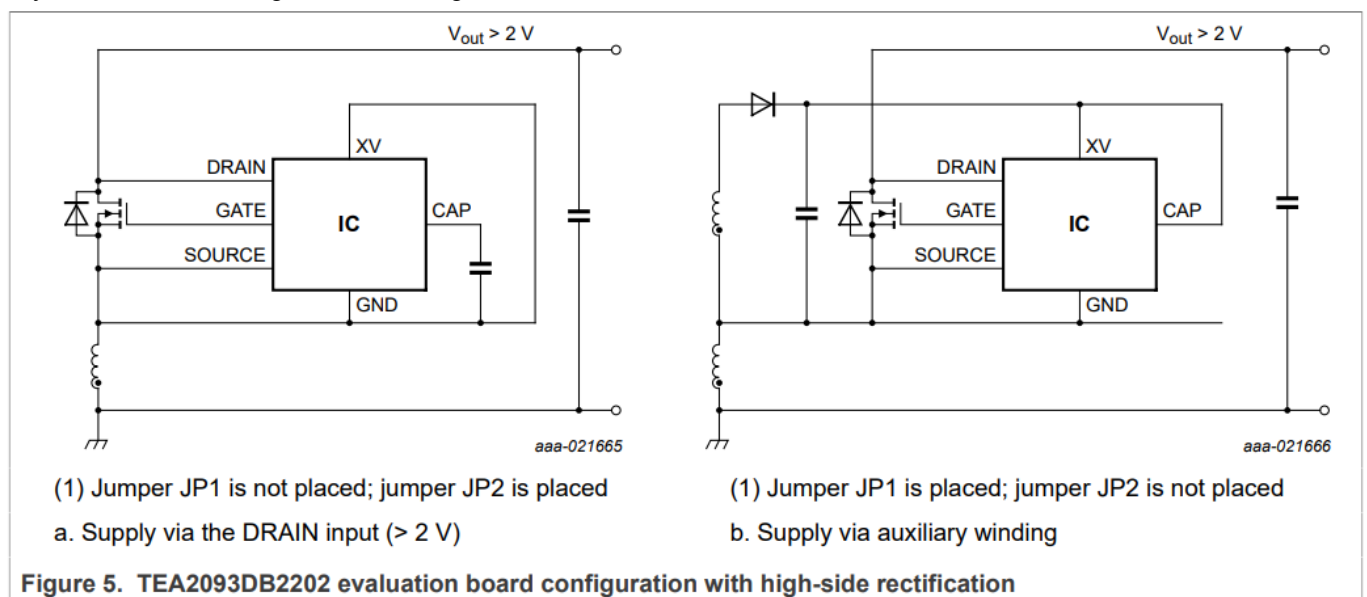 Vout > 2 V
XV
DRAIN
GATE
IC
CAP
SOURCE
GND
aaa-021665
(1) Jumper JP1 is not placed; jumper JP2 is placed
a. Supply via the DRAIN input (> 2 V)
Vout > 2 V
XV
DRAIN
GATE
IC
CAP
SOURCE
GND
aaa-021666
(1) Jumper JP1 is placed; jumper JP2 is not placed
b. Supply via auxiliary winding
Figure 5. TEA2093DB2202 evaluation board configuration with high-side rectification